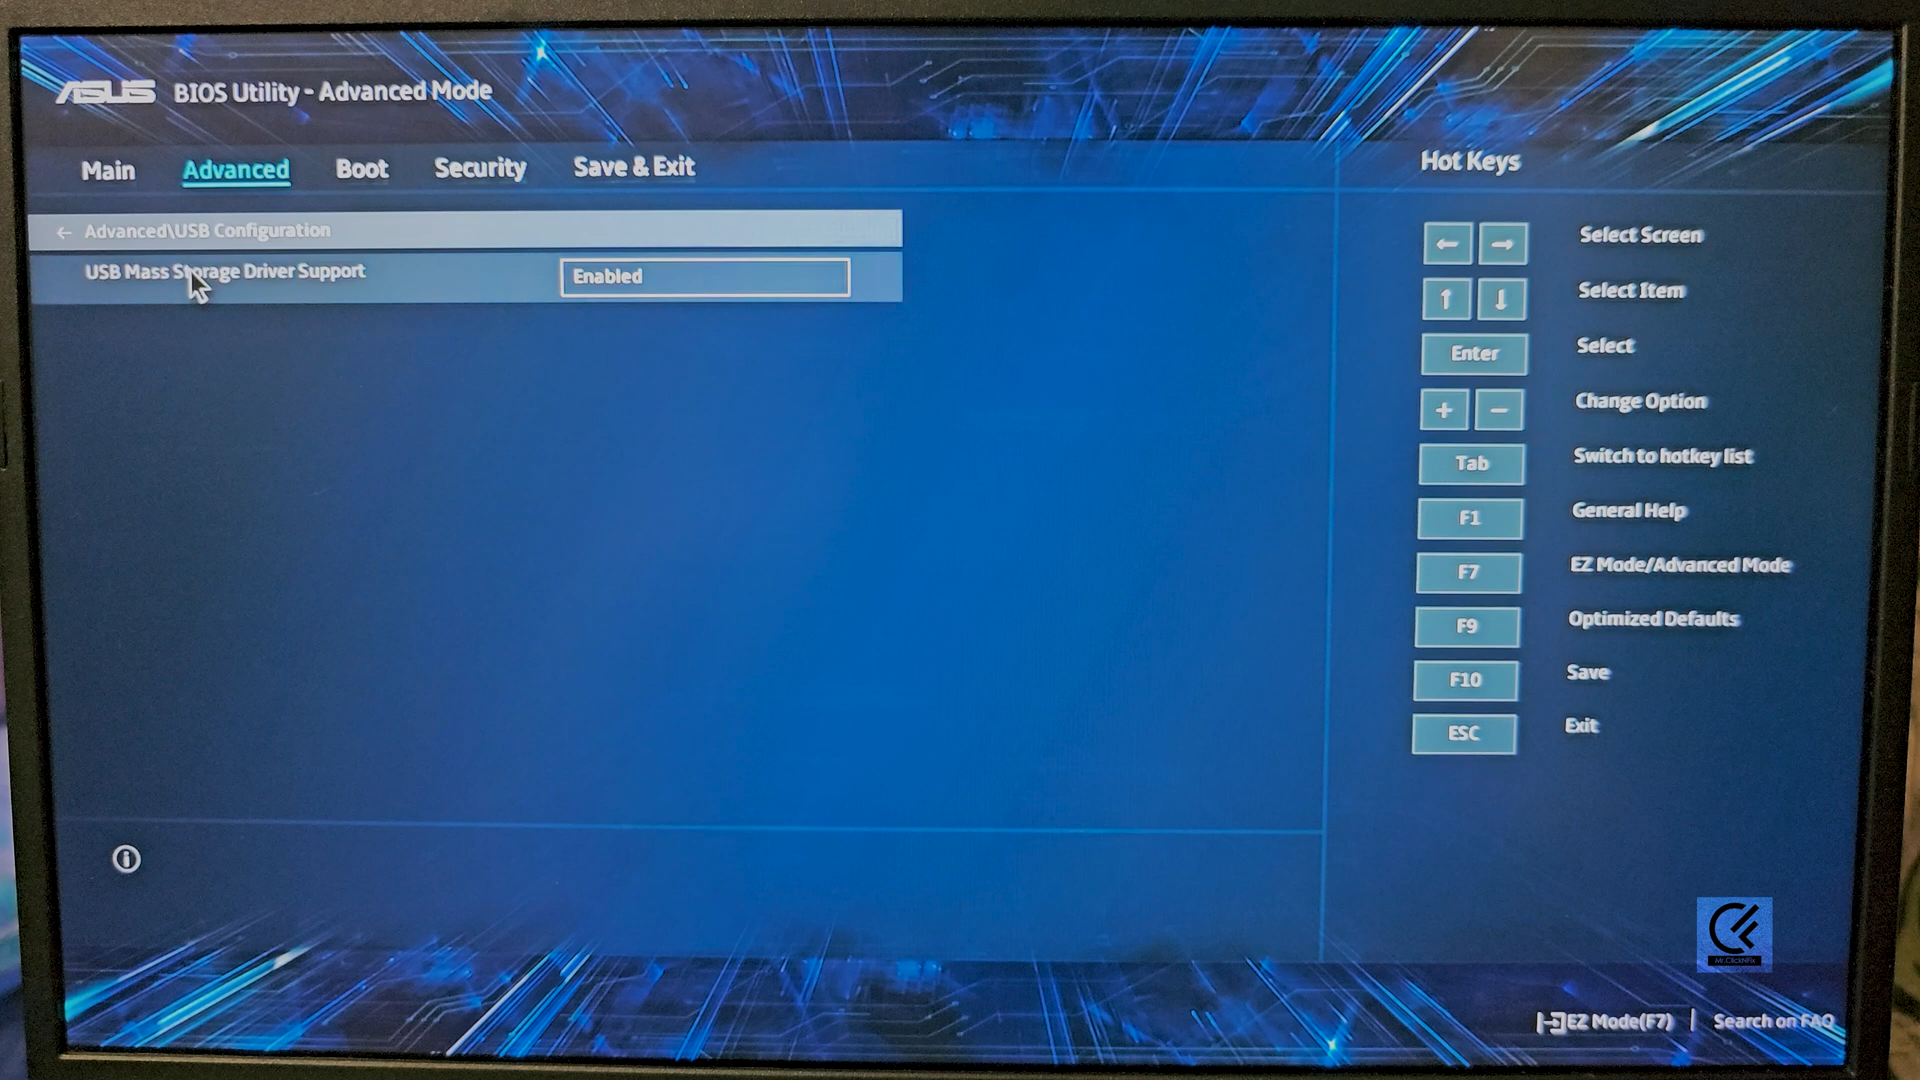 ASUS BIOS Utility - Advanced Mode
Main Advanced Boot Security Save & Exit
Hot Keys
← Advanced\USB Configuration
USB Mass Storage Driver Support Enabled
← → Select Screen
↑ ↓ Select Item
Enter Select
+ − Change Option
Tab Switch to hotkey list
F1 General Help
F7 EZ Mode/Advanced Mode
F9 Optimized Defaults
F10 Save
ESC Exit
Mr.ClickNFix
EZ Mode(F7) | Search on FAQ